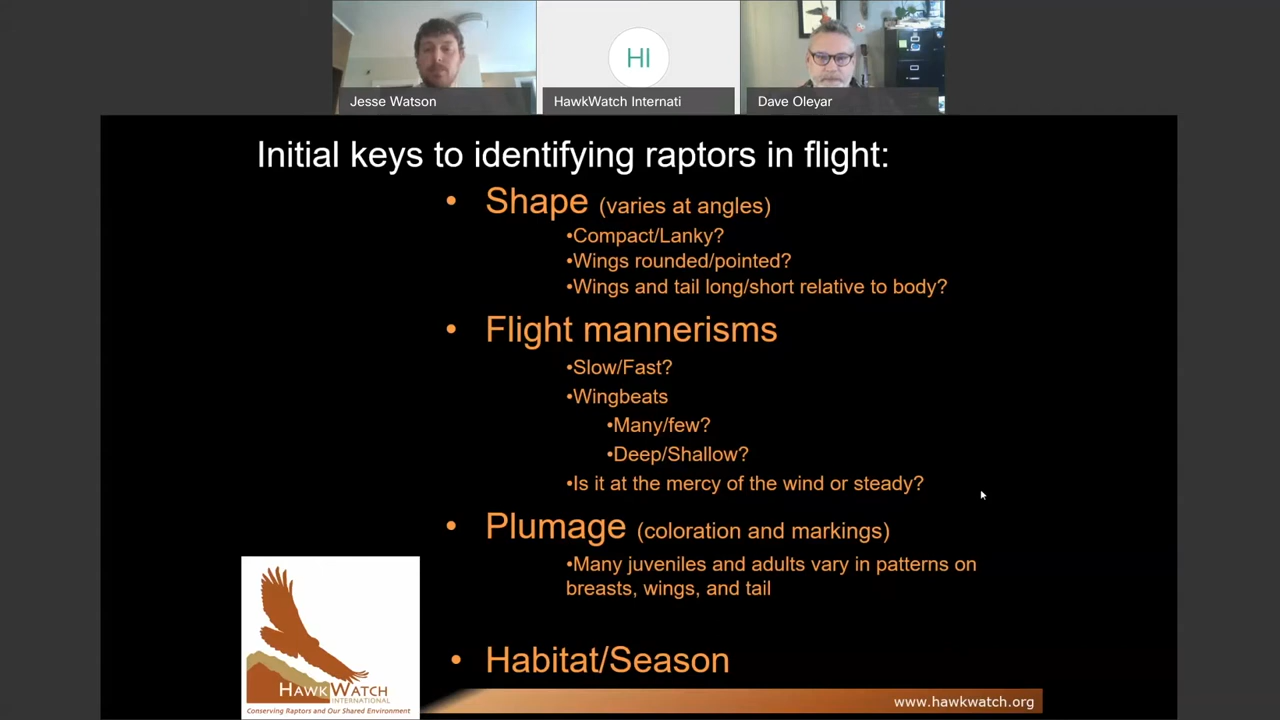 Jesse Watson
HI
HawkWatch Internati
Dave Oleyar
Initial keys to identifying raptors in flight:
• Shape (varies at angles)
•Compact/Lanky?
•Wings rounded/pointed?
•Wings and tail long/short relative to body?
• Flight mannerisms
•Slow/Fast?
•Wingbeats
•Many/few?
•Deep/Shallow?
•Is it at the mercy of the wind or steady?
• Plumage (coloration and markings)
•Many juveniles and adults vary in patterns on
breasts, wings, and tail
• Habitat/Season
HAWKWATCH
INTERNATIONAL
Conserving Raptors and Our Shared Environment
www.hawkwatch.org